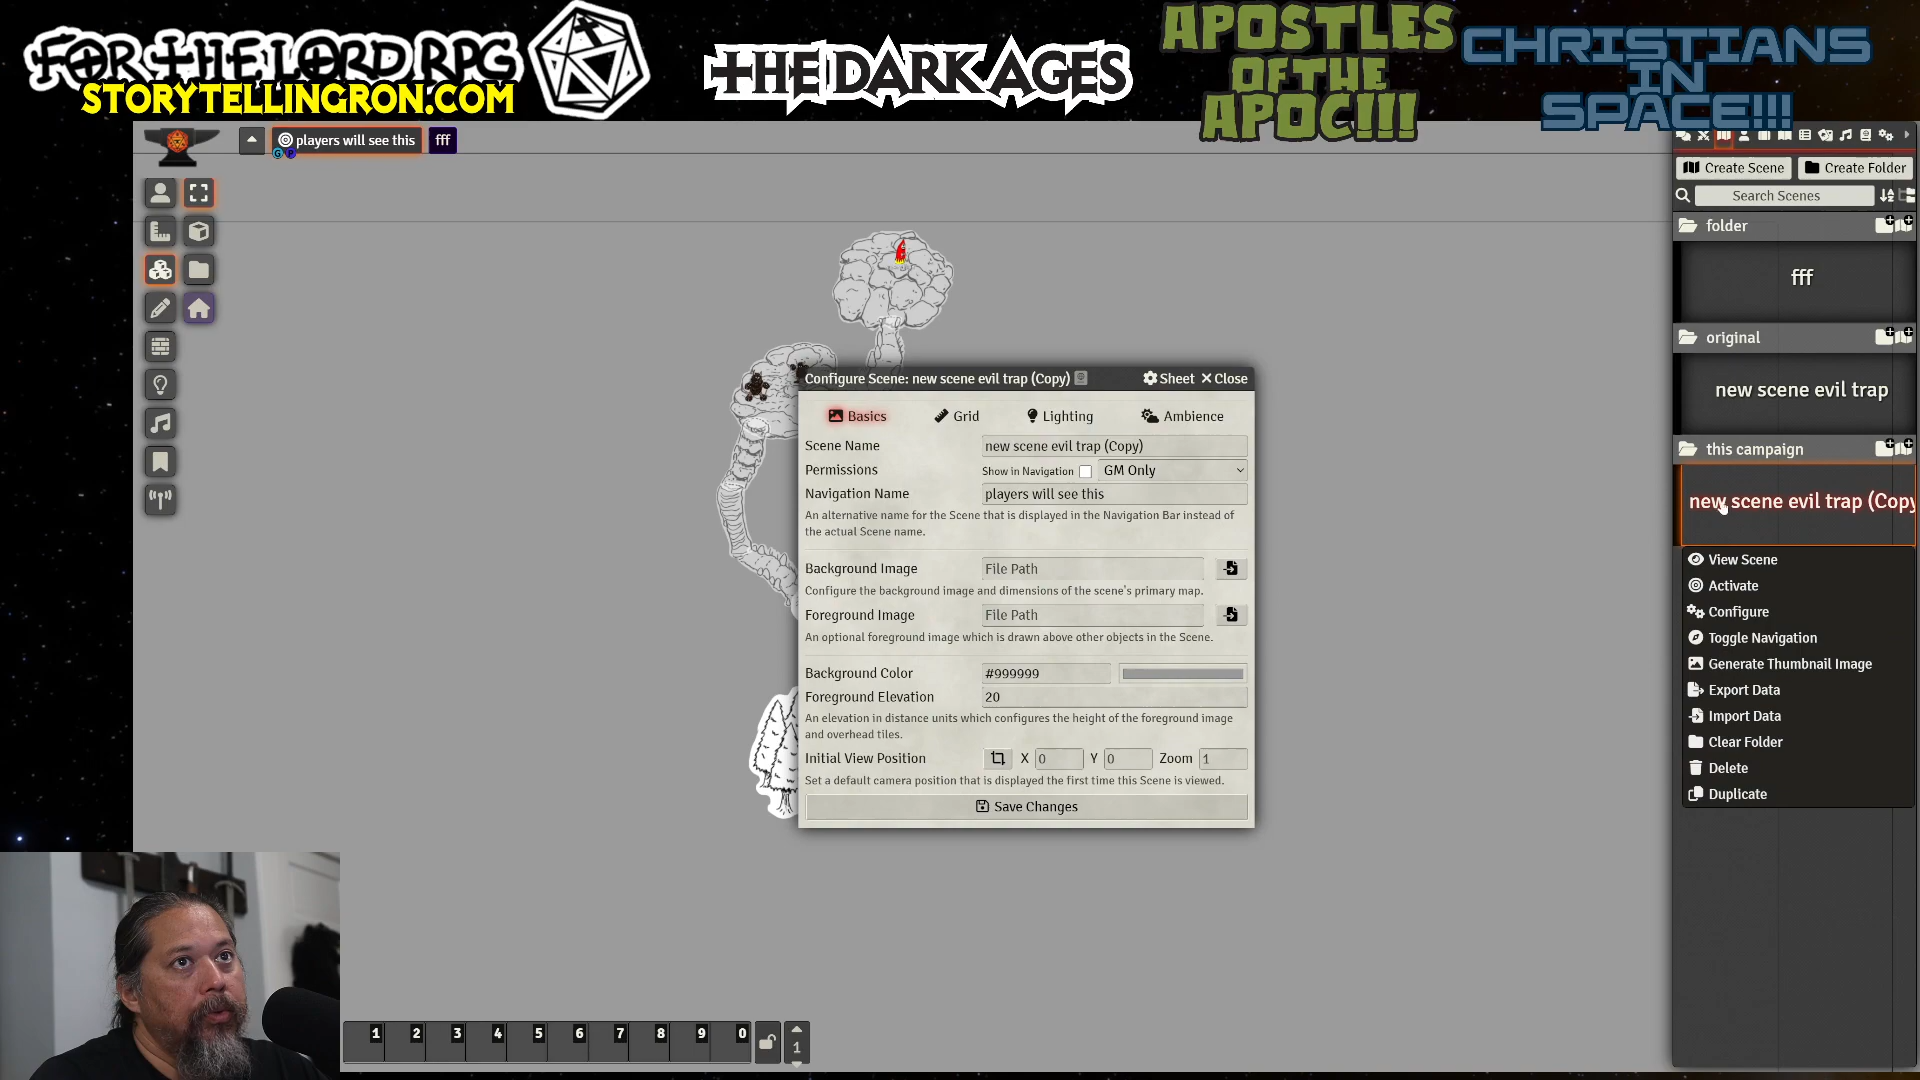 FOR THE LORD RPG
STORYTELLINGRON.COM
THE DARK AGES
APOSTLES
OF THE
APOC!!!
CHRISTIANS
IN
SPACE!!!
players will see this
fff
G P
Create Scene
Create Folder
Search Scenes
folder
fff
original
new scene evil trap
this campaign
new scene evil trap (Copy
View Scene
Activate
Configure
Toggle Navigation
Generate Thumbnail Image
Export Data
Import Data
Clear Folder
Delete
Duplicate
Configure Scene: new scene evil trap (Copy)
Sheet
Close
Basics
Grid
Lighting
Ambience
Scene Name
new scene evil trap (Copy)
Permissions
Show in Navigation
GM Only
Navigation Name
players will see this
An alternative name for the Scene that is displayed in the Navigation Bar instead of
the actual Scene name.
Background Image
File Path
Configure the background image and dimensions of the scene's primary map.
Foreground Image
File Path
An optional foreground image which is drawn above other objects in the Scene.
Background Color
#999999
Foreground Elevation
20
An elevation in distance units which configures the height of the foreground image
and overhead tiles.
Initial View Position
X 0 Y 0 Zoom 1
Set a default camera position that is displayed the first time this Scene is viewed.
Save Changes
1 2 3 4 5 6 7 8 9 0
1